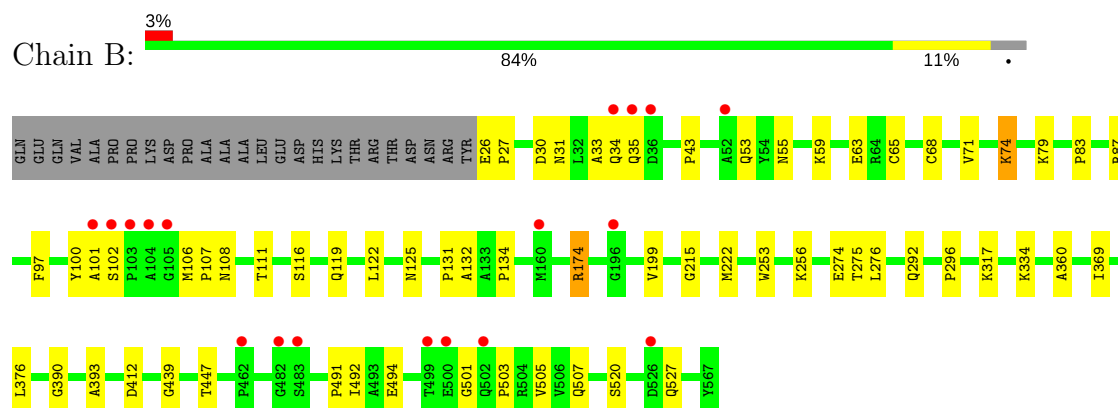 3%
Chain B:
84% 11% •
GLN GLU GLN VAL ALA PRO PRO LYS ASP PRO ALA ALA ALA LEU GLU ASP HIS LYS THR ARG THR ASP ASN ARG TYR E26 P27 D30 N31 L32 A33 Q34 Q35 D36 P43 A52 Q53 Y54 N55 K59 E63 R64 C65 C68 V71 K74 K79 P83
F97 Y100 A101 S102 P103 A104 G105 M106 P107 N108 T111 S116 Q119 L122 N125 P131 A132 A133 P134 M160 R174 G196 V199 G215 M222 W253 K256 E274 T275 L276 Q292 P296 K317 K334 A360 I369
L376 G390 A393 D412 G439 T447 P462 G482 S483 P491 I492 A493 E494 T499 E500 G501 Q502 P503 R504 V505 V506 Q507 S520 D526 Q527 Y567